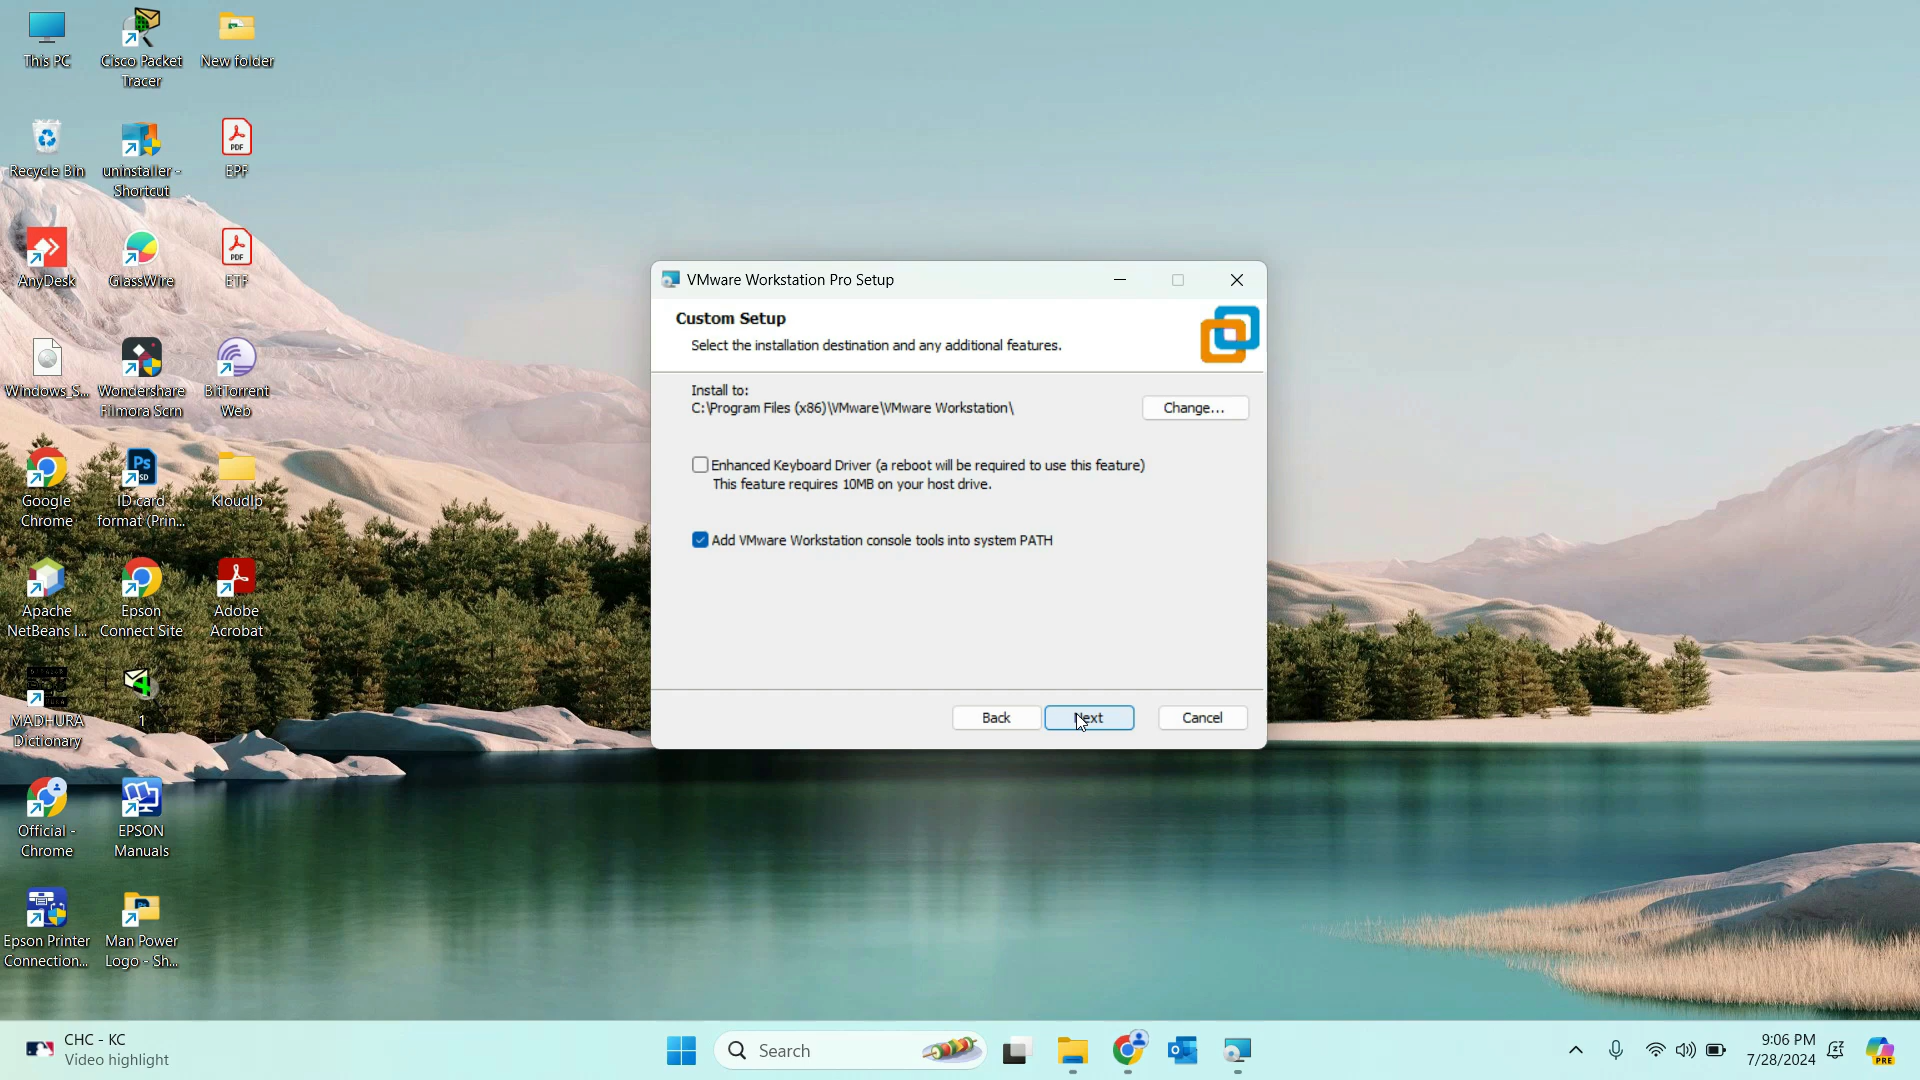 This PC
Cisco Packet
Tracer
New folder
Recycle Bin
uninstaller -
Shortcut
PDF
EPF
AnyDesk
GlassWire
PDF
ETF
Windows_S...
Wondershare
Filmora Scrn
BitTorrent
Web
Google
Chrome
Ps
ID card
format (Prin...
KloudIp
Apache
NetBeans I...
Epson
Connect Site
Adobe
Acrobat
MADHURA
Dictionary
1
Official -
Chrome
EPSON
Manuals
Epson Printer
Connection...
Man Power
Logo - Sh...
VMware Workstation Pro Setup
Custom Setup
Select the installation destination and any additional features.
Install to:
C:\Program Files (x86)\VMware\VMware Workstation\
Change...
Enhanced Keyboard Driver (a reboot will be required to use this feature)
This feature requires 10MB on your host drive.
Add VMware Workstation console tools into system PATH
Back
Next
Cancel
CHC - KC
Video highlight
Search
9:06 PM
7/28/2024
PRE